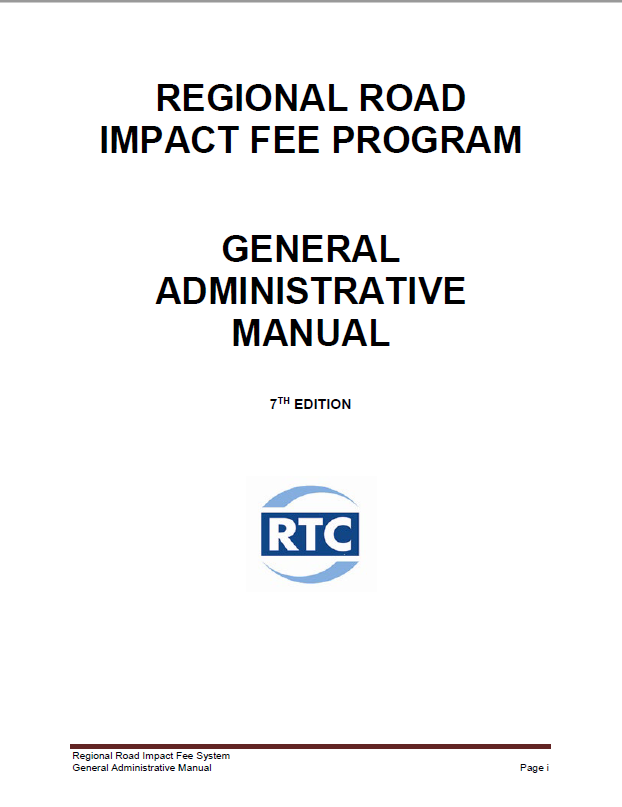 REGIONAL ROAD
IMPACT FEE PROGRAM
GENERAL
ADMINISTRATIVE
MANUAL
7TH EDITION
RTC
Regional Road Impact Fee System
General Administrative Manual Page i